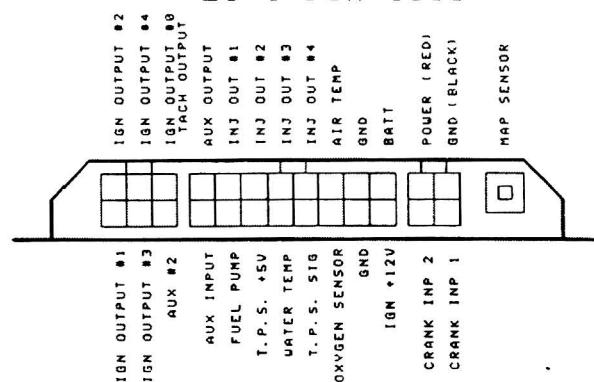 IGN OUTPUT #2
IGN OUTPUT #4
IGN OUTPUT #0
TACH OUTPUT
AUX OUTPUT
INJ OUT #1
INJ OUT #2
INJ OUT #3
INJ OUT #4
AIR TEMP
GND
BATT
POWER (RED)
GND (BLACK)
MAP SENSOR
IGN OUTPUT #1
IGN OUTPUT #3
AUX #2
AUX INPUT
FUEL PUMP
T.P.S. +5V
WATER TEMP
T.P.S. SIG
OXYGEN SENSOR
GND
IGN +12V
CRANK INP 2
CRANK INP 1